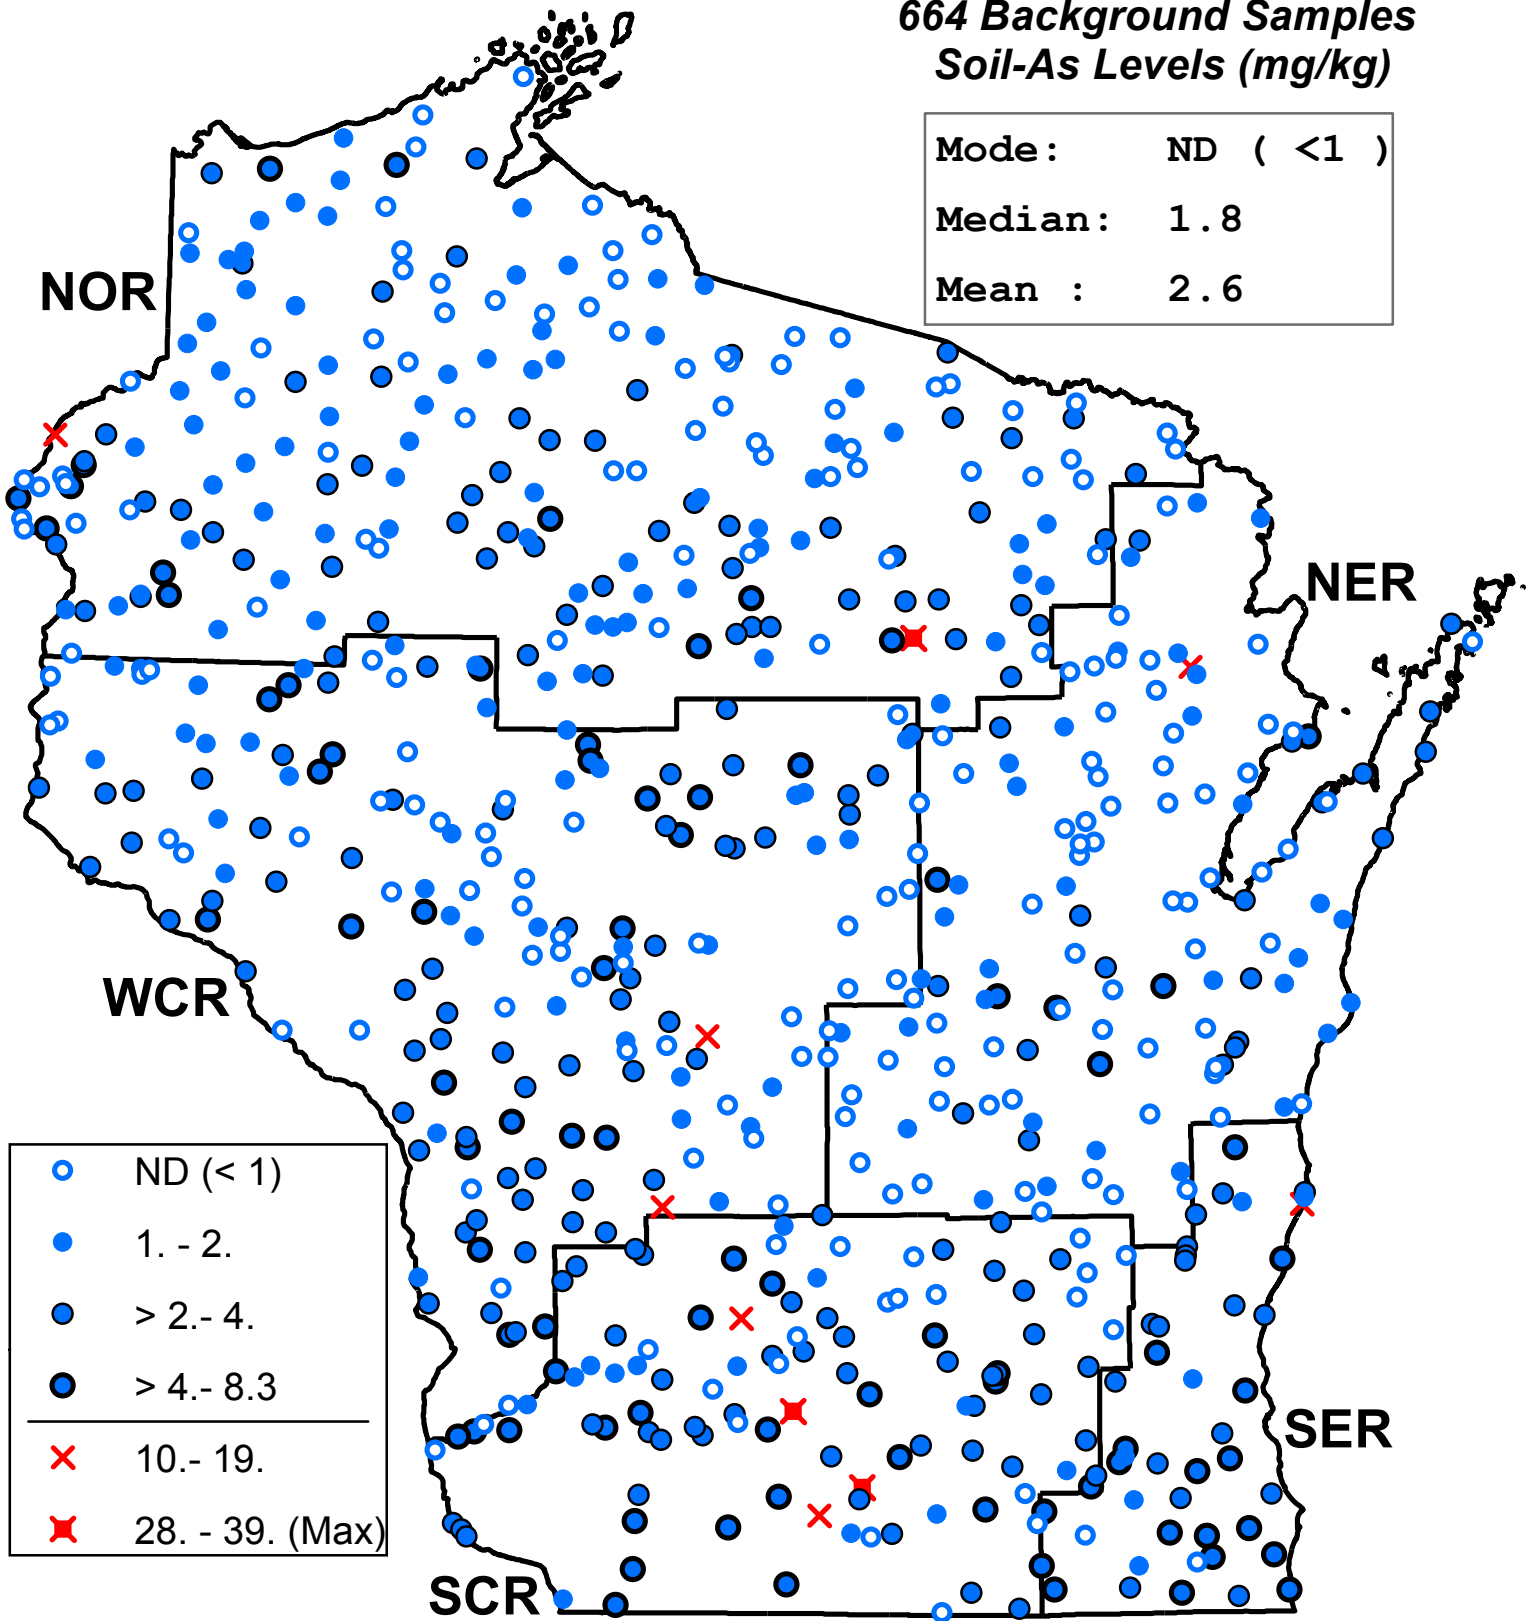 664 Background Samples
Soil-As Levels (mg/kg)
Mode: ND ( <1 )
Median: 1.8
Mean : 2.6
NOR
NER
WCR
ND (< 1)
1. - 2.
> 2.- 4.
> 4.- 8.3
10.- 19.
28. - 39. (Max)
SER
SCR